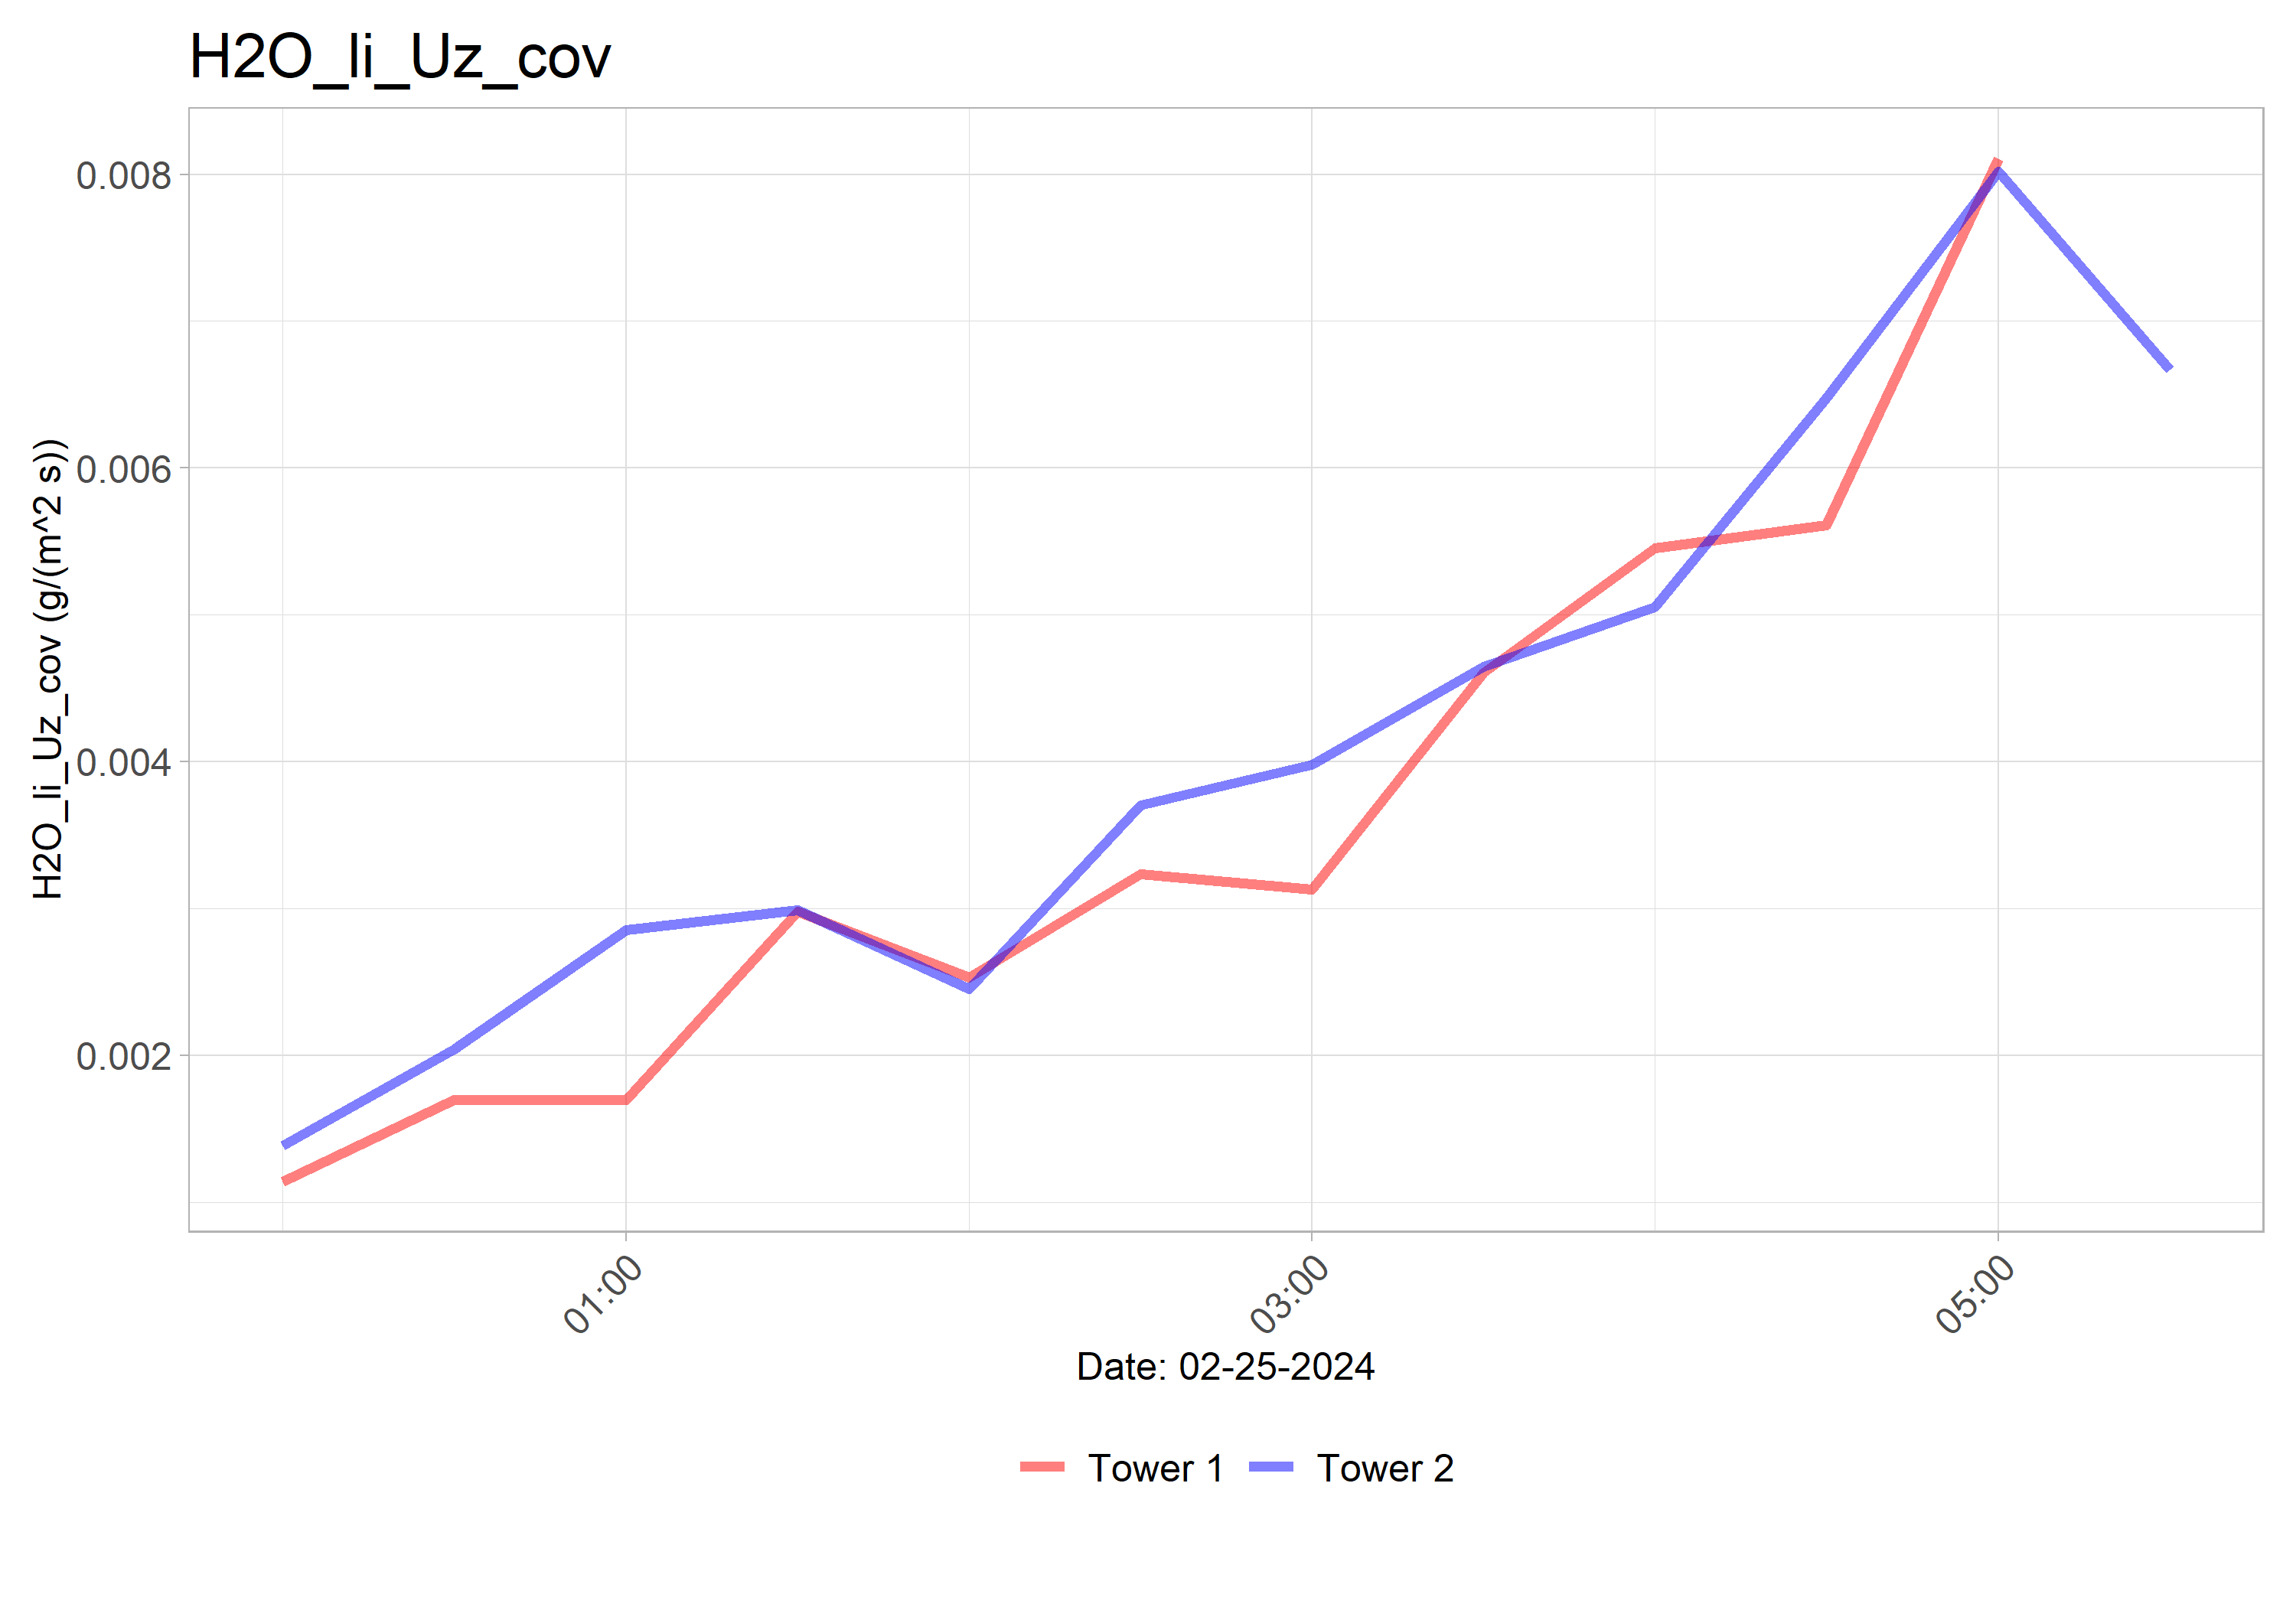 H2O_li_Uz_cov
H2O_li_Uz_cov (g/(m^2 s))
0.008
0.006
0.004
0.002
01:00
03:00
05:00
Date: 02-25-2024
Tower 1
Tower 2